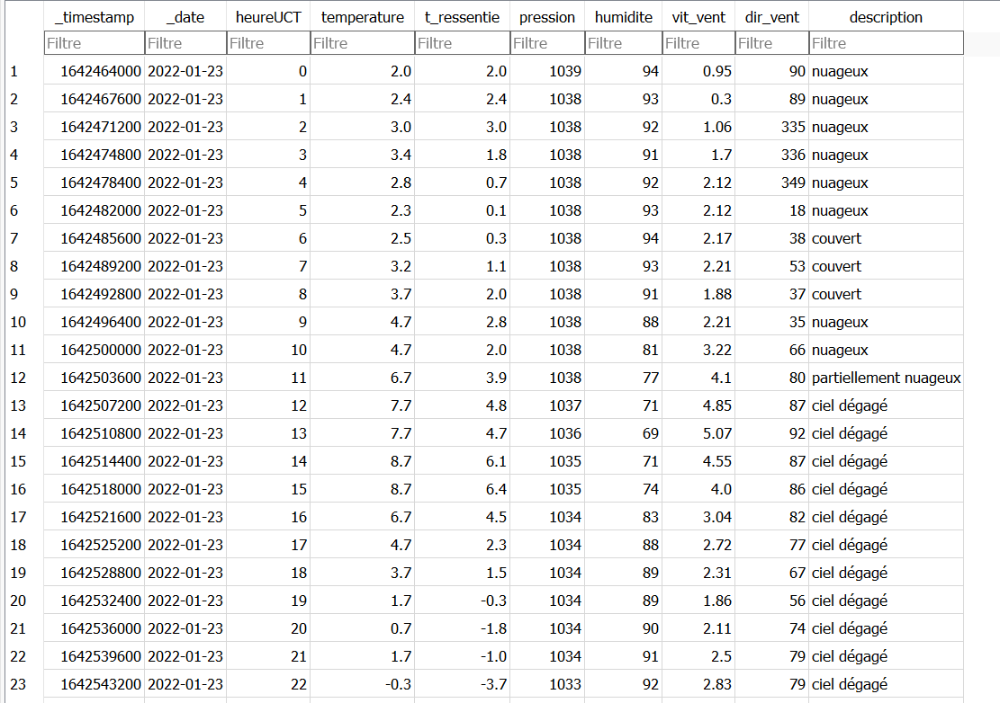 _timestamp _date heureUCT temperature t_ressentie pression humidite vit_vent dir_vent description
Filtre Filtre Filtre Filtre Filtre Filtre Filtre Filtre Filtre Filtre
1 1642464000 2022-01-23 0 2.0 2.0 1039 94 0.95 90 nuageux
2 1642467600 2022-01-23 1 2.4 2.4 1038 93 0.3 89 nuageux
3 1642471200 2022-01-23 2 3.0 3.0 1038 92 1.06 335 nuageux
4 1642474800 2022-01-23 3 3.4 1.8 1038 91 1.7 336 nuageux
5 1642478400 2022-01-23 4 2.8 0.7 1038 92 2.12 349 nuageux
6 1642482000 2022-01-23 5 2.3 0.1 1038 93 2.12 18 nuageux
7 1642485600 2022-01-23 6 2.5 0.3 1038 94 2.17 38 couvert
8 1642489200 2022-01-23 7 3.2 1.1 1038 93 2.21 53 couvert
9 1642492800 2022-01-23 8 3.7 2.0 1038 91 1.88 37 couvert
10 1642496400 2022-01-23 9 4.7 2.8 1038 88 2.21 35 nuageux
11 1642500000 2022-01-23 10 4.7 2.0 1038 81 3.22 66 nuageux
12 1642503600 2022-01-23 11 6.7 3.9 1038 77 4.1 80 partiellement nuageux
13 1642507200 2022-01-23 12 7.7 4.8 1037 71 4.85 87 ciel dégagé
14 1642510800 2022-01-23 13 7.7 4.7 1036 69 5.07 92 ciel dégagé
15 1642514400 2022-01-23 14 8.7 6.1 1035 71 4.55 87 ciel dégagé
16 1642518000 2022-01-23 15 8.7 6.4 1035 74 4.0 86 ciel dégagé
17 1642521600 2022-01-23 16 6.7 4.5 1034 83 3.04 82 ciel dégagé
18 1642525200 2022-01-23 17 4.7 2.3 1034 88 2.72 77 ciel dégagé
19 1642528800 2022-01-23 18 3.7 1.5 1034 89 2.31 67 ciel dégagé
20 1642532400 2022-01-23 19 1.7 -0.3 1034 89 1.86 56 ciel dégagé
21 1642536000 2022-01-23 20 0.7 -1.8 1034 90 2.11 74 ciel dégagé
22 1642539600 2022-01-23 21 1.7 -1.0 1034 91 2.5 79 ciel dégagé
23 1642543200 2022-01-23 22 -0.3 -3.7 1033 92 2.83 79 ciel dégagé